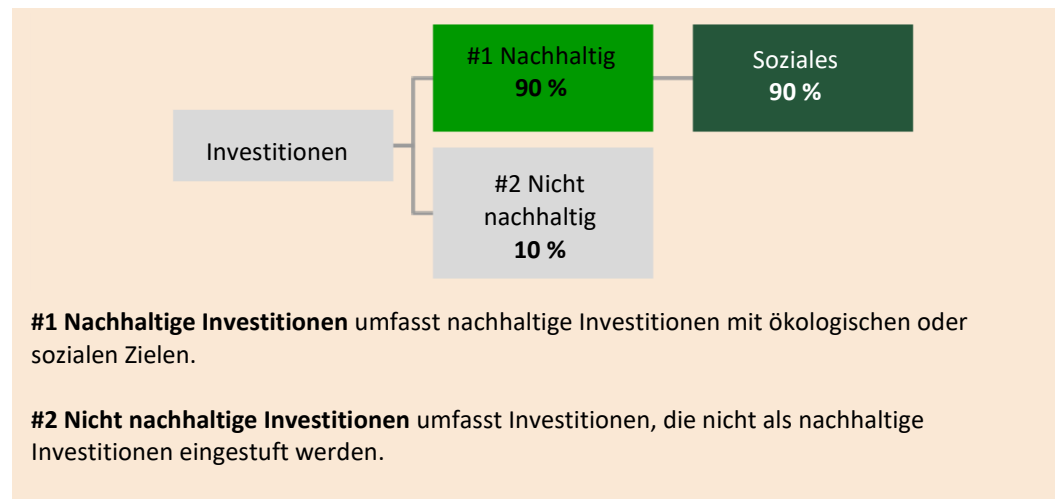 #1 Nachhaltig
90 %
Soziales
90 %
Investitionen
#2 Nicht
nachhaltig
10 %
#1 Nachhaltige Investitionen umfasst nachhaltige Investitionen mit ökologischen oder
sozialen Zielen.
#2 Nicht nachhaltige Investitionen umfasst Investitionen, die nicht als nachhaltige
Investitionen eingestuft werden.